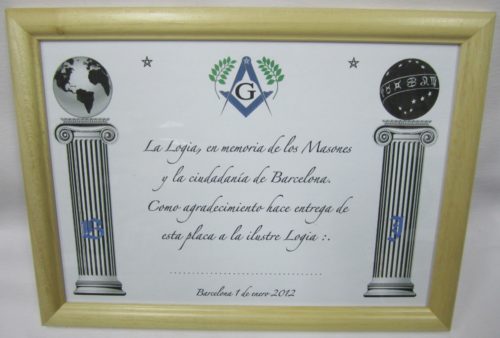 G
La Logia, en memoria de los Masones
y la ciudadanía de Barcelona.
Como agradecimiento hace entrega de
esta placa a la ilustre Logia :.
........................................
B
J
Barcelona 1 de enero 2012